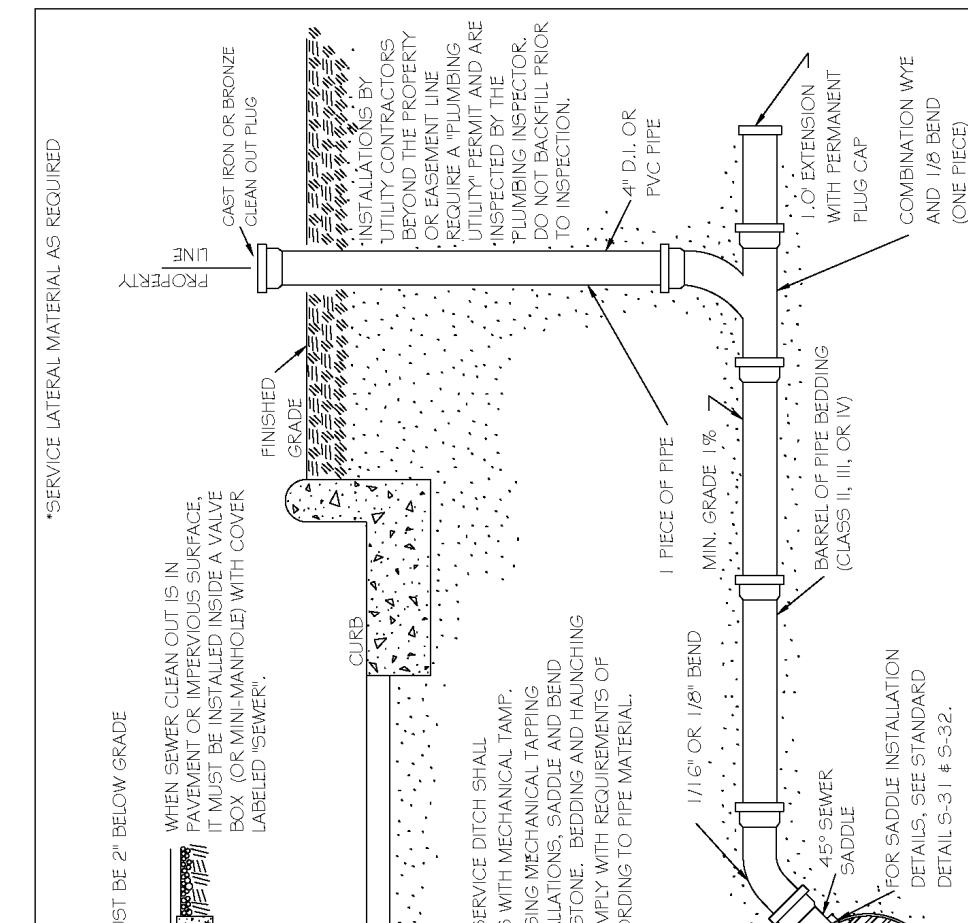 *SERVICE LATERAL MATERIAL AS REQUIRED
CAST IRON OR BRONZE
CLEAN OUT PLUG
PROPERTY
LINE
FINISHED
GRADE
INSTALLATIONS BY
UTILITY CONTRACTORS
BEYOND THE PROPERTY
OR EASEMENT LINE
REQUIRE A "PLUMBING
UTILITY" PERMIT AND ARE
INSPECTED BY THE
PLUMBING INSPECTOR.
DO NOT BACKFILL PRIOR
TO INSPECTION.
4" D.I. OR
PVC PIPE
1.0' EXTENSION
WITH PERMANENT
PLUG CAP
COMBINATION WYE
AND 1/8 BEND
(ONE PIECE)
1 PIECE OF PIPE
MIN. GRADE 1%
BARREL OF PIPE BEDDING
(CLASS II, III, OR IV)
BE 2" BELOW GRADE
WHEN SEWER CLEAN OUT IS IN
PAVEMENT OR IMPERVIOUS SURFACE,
IT MUST BE INSTALLED INSIDE A VALVE
BOX (OR MINI-MANHOLE) WITH COVER
LABELED "SEWER".
CURB
SERVICE DITCH SHALL
WITH MECHANICAL TAMP.
MECHANICAL TAPPING
SADDLE AND BEND
STONE. BEDDING AND HAUNCHING
WITH REQUIREMENTS OF
TO PIPE MATERIAL.
1/16" OR 1/8" BEND
45° SEWER
SADDLE
FOR SADDLE INSTALLATION
DETAILS, SEE STANDARD
DETAIL S-31 & S-32.